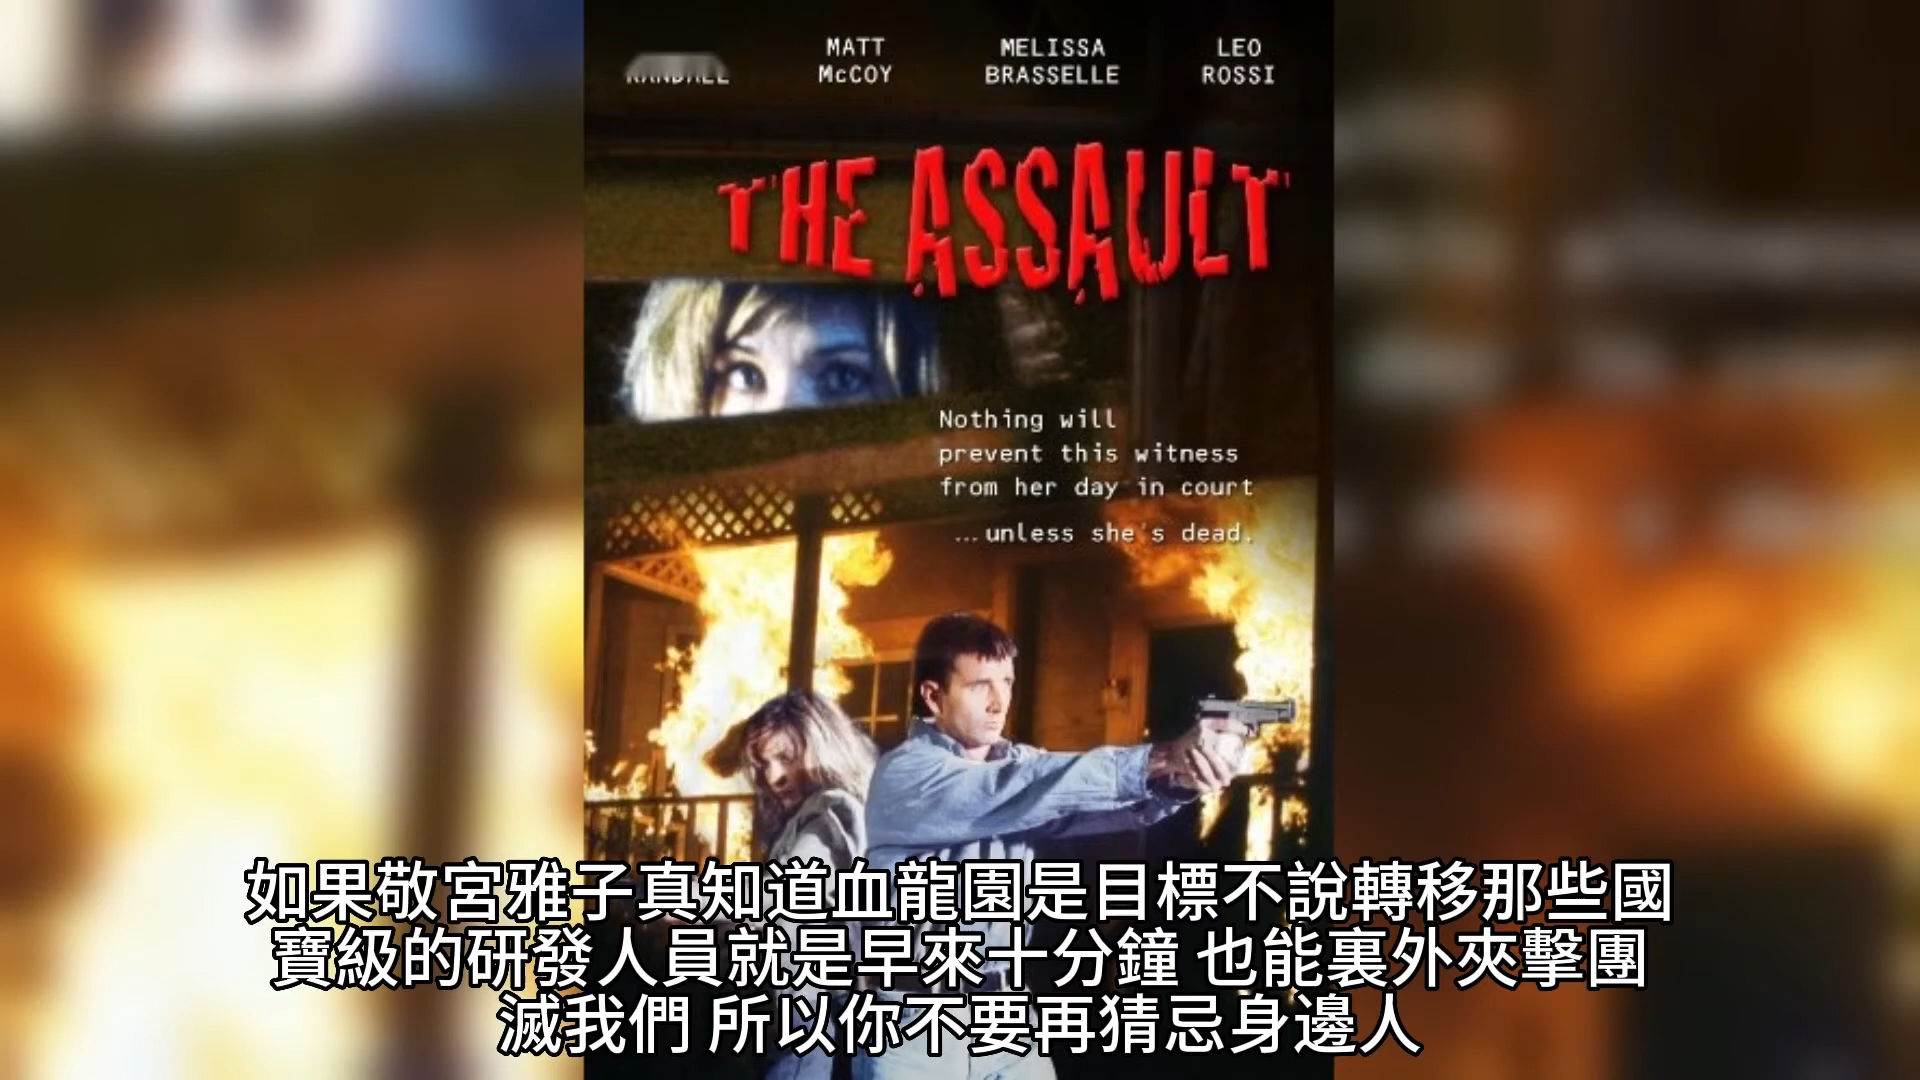 MATT McCOY
MELISSA BRASSELLE
LEO ROSSI
THE ASSAULT
Nothing will
prevent this witness
from her day in court
...unless she's dead.
如果敬宮雅子真知道血龍園是目標不說轉移那些國
寶級的研發人員就是早來十分鐘 也能裏外夾擊團
滅我們 所以你不要再猜忌身邊人